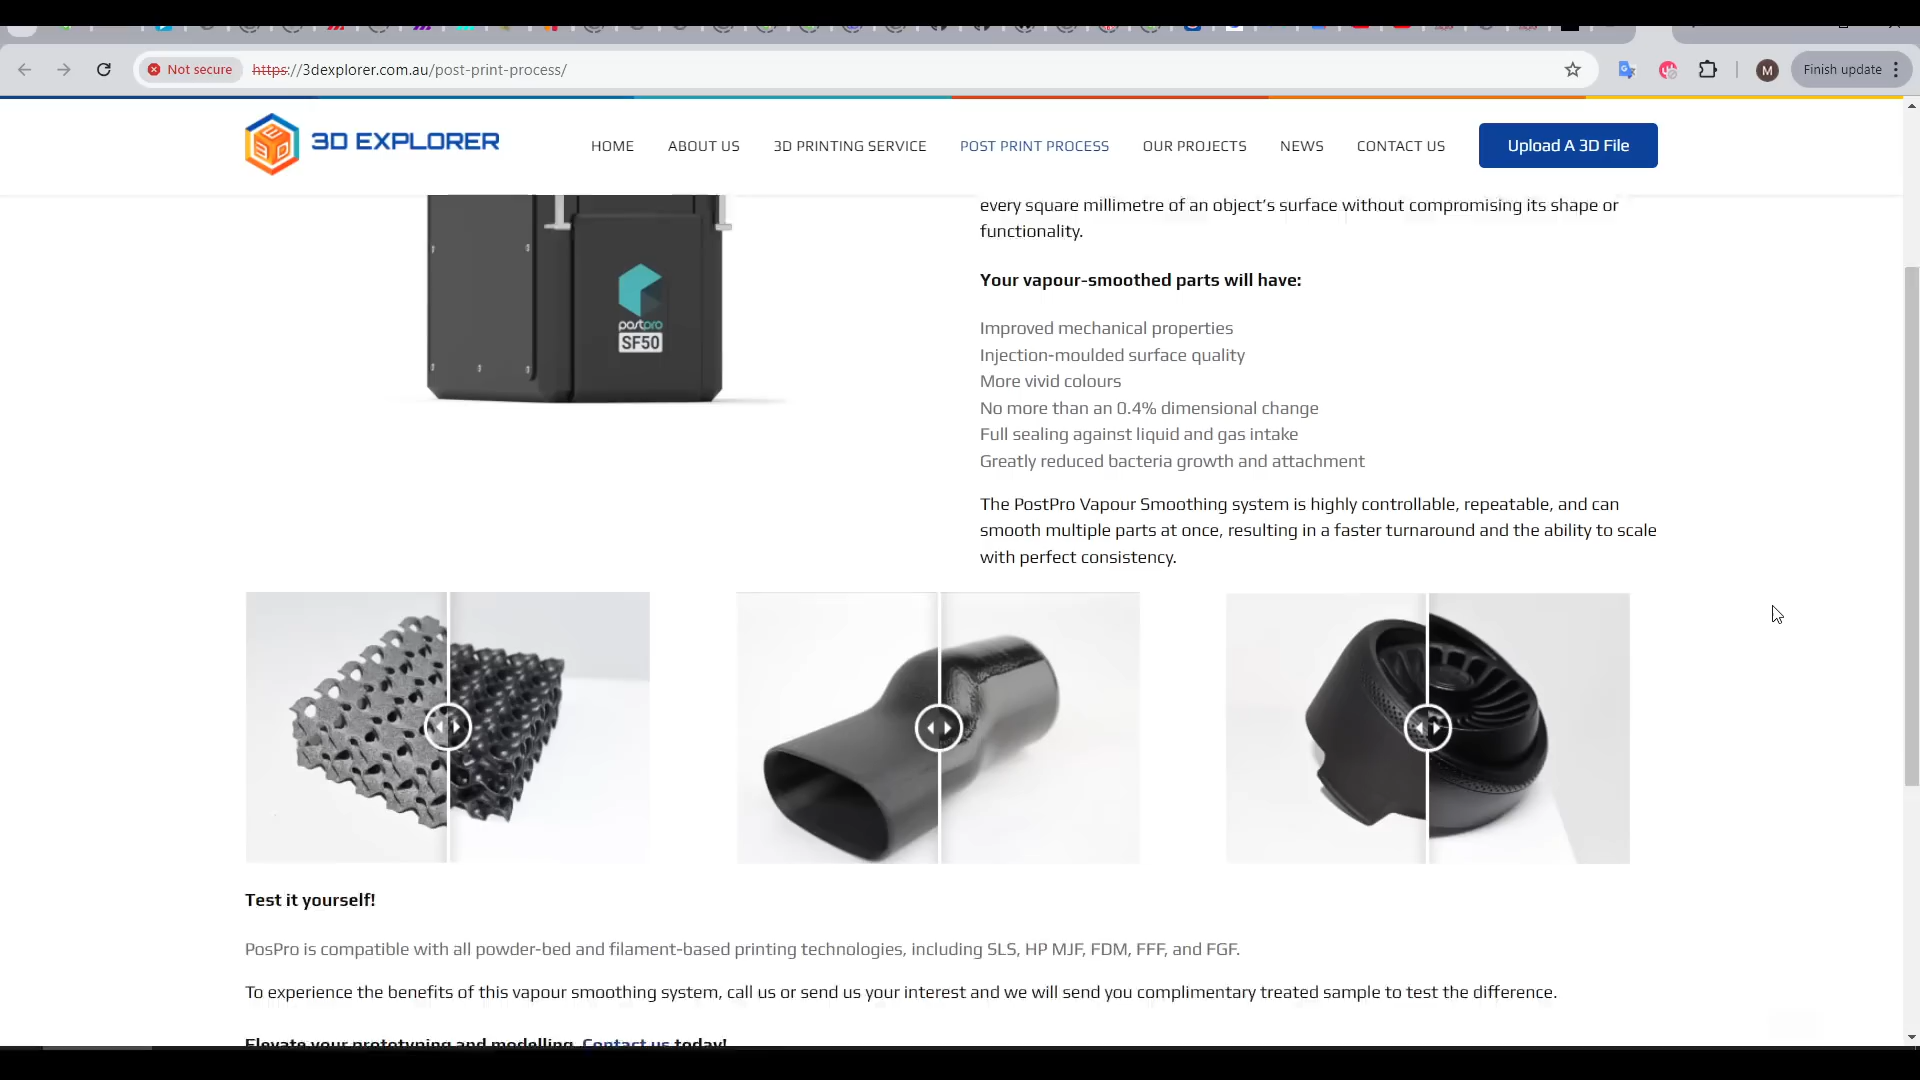 Not secure
https://3dexplorer.com.au/post-print-process/
M
Finish update
3D EXPLORER
HOME
ABOUT US
3D PRINTING SERVICE
POST PRINT PROCESS
OUR PROJECTS
NEWS
CONTACT US
Upload A 3D File
every square millimetre of an object’s surface without compromising its shape or
functionality.
postpro
SF50
Your vapour-smoothed parts will have:
Improved mechanical properties
Injection-moulded surface quality
More vivid colours
No more than an 0.4% dimensional change
Full sealing against liquid and gas intake
Greatly reduced bacteria growth and attachment
The PostPro Vapour Smoothing system is highly controllable, repeatable, and can
smooth multiple parts at once, resulting in a faster turnaround and the ability to scale
with perfect consistency.
Test it yourself!
PosPro is compatible with all powder-bed and filament-based printing technologies, including SLS, HP MJF, FDM, FFF, and FGF.
To experience the benefits of this vapour smoothing system, call us or send us your interest and we will send you complimentary treated sample to test the difference.
Elevate your prototyping and modelling. Contact us today!